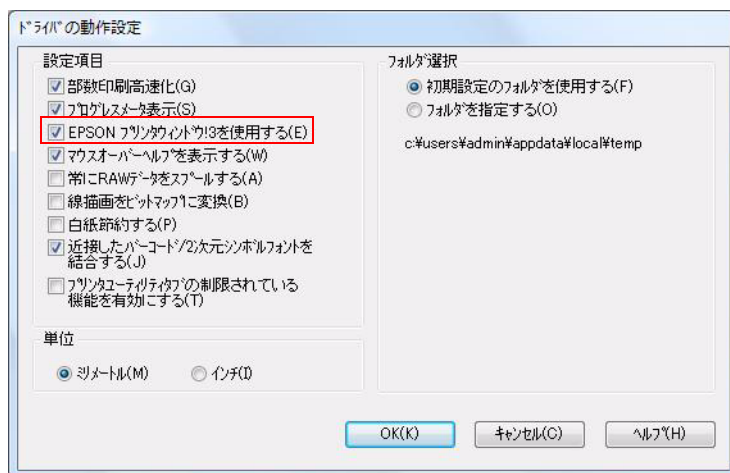 ﾄﾞﾗｲﾊﾞの動作設定
設定項目
部数印刷高速化(G)
ﾌﾟﾛｸﾞﾚｽﾒｰﾀ表示(S)
EPSON ﾌﾟﾘﾝﾀｳｨﾝﾄﾞｳ!3を使用する(E)
ﾏｳｽｵｰﾊﾞｰﾍﾙﾌﾟを表示する(W)
常にRAWﾃﾞｰﾀをｽﾌﾟｰﾙする(A)
線描画をﾋﾞｯﾄﾏｯﾌﾟに変換(B)
白紙節約する(P)
近接したﾊﾞｰｺｰﾄﾞ/2次元ｼﾝﾎﾞﾙﾌｫﾝﾄを
結合する(J)
ﾌﾟﾘﾝﾀﾕｰﾃｨﾘﾃｨﾀﾌﾞの制限されている
機能を有効にする(T)
単位
ﾐﾘﾒｰﾄﾙ(M)
ｲﾝﾁ(I)
ﾌｫﾙﾀﾞ選択
初期設定のﾌｫﾙﾀﾞを使用する(F)
ﾌｫﾙﾀﾞを指定する(O)
c:¥users¥admin¥appdata¥local¥temp
OK(K)
ｷｬﾝｾﾙ(C)
ﾍﾙﾌﾟ(H)